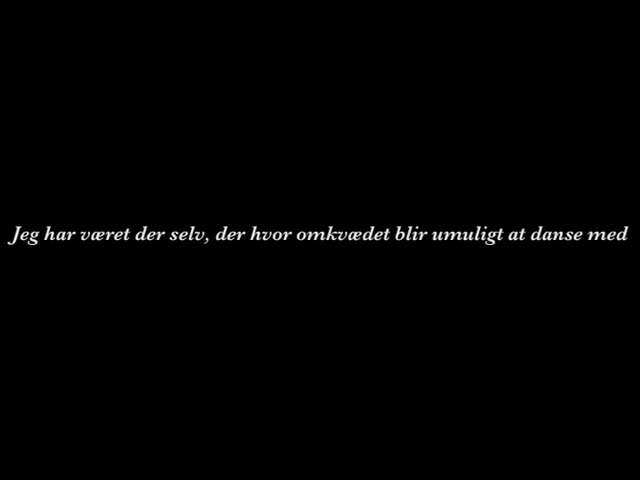 Jeg har været der selv, der hvor omkvædet blir umuligt at danse med